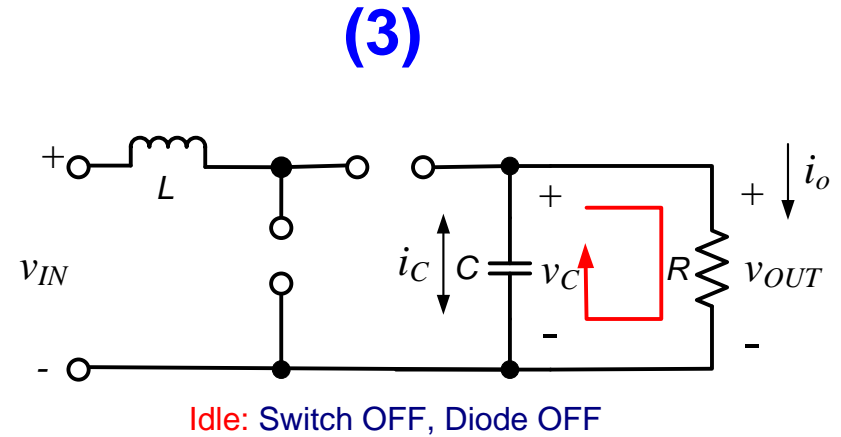 (3)
+
L
+
+
i_o
v_IN
i_C
C
v_C
R
v_OUT
-
-
-
Idle: Switch OFF, Diode OFF